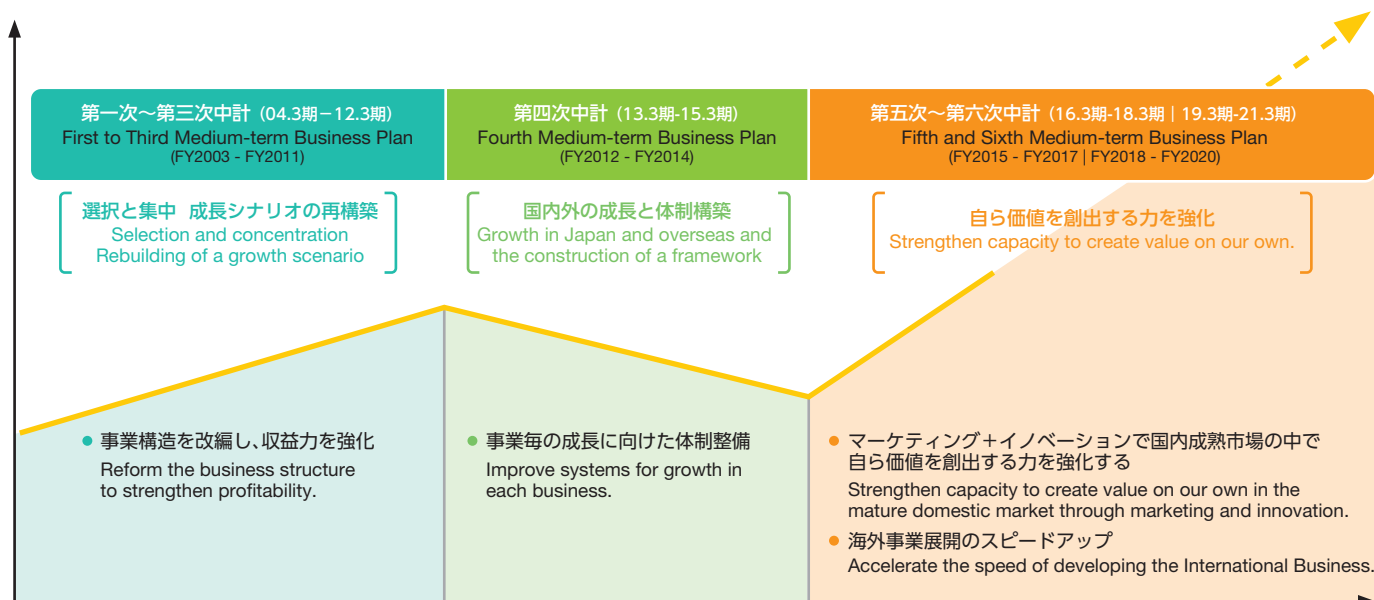 第一次～第三次中計（04.3期－12.3期）
First to Third Medium-term Business Plan
(FY2003 - FY2011)
選択と集中 成長シナリオの再構築
Selection and concentration
Rebuilding of a growth scenario
● 事業構造を改編し、収益力を強化
Reform the business structure
to strengthen profitability.
第四次中計（13.3期-15.3期）
Fourth Medium-term Business Plan
(FY2012 - FY2014)
国内外の成長と体制構築
Growth in Japan and overseas and
the construction of a framework
● 事業毎の成長に向けた体制整備
Improve systems for growth in
each business.
第五次～第六次中計（16.3期-18.3期 | 19.3期-21.3期）
Fifth and Sixth Medium-term Business Plan
(FY2015 - FY2017 | FY2018 - FY2020)
自ら価値を創出する力を強化
Strengthen capacity to create value on our own.
● マーケティング＋イノベーションで国内成熟市場の中で
自ら価値を創出する力を強化する
Strengthen capacity to create value on our own in the
mature domestic market through marketing and innovation.
● 海外事業展開のスピードアップ
Accelerate the speed of developing the International Business.